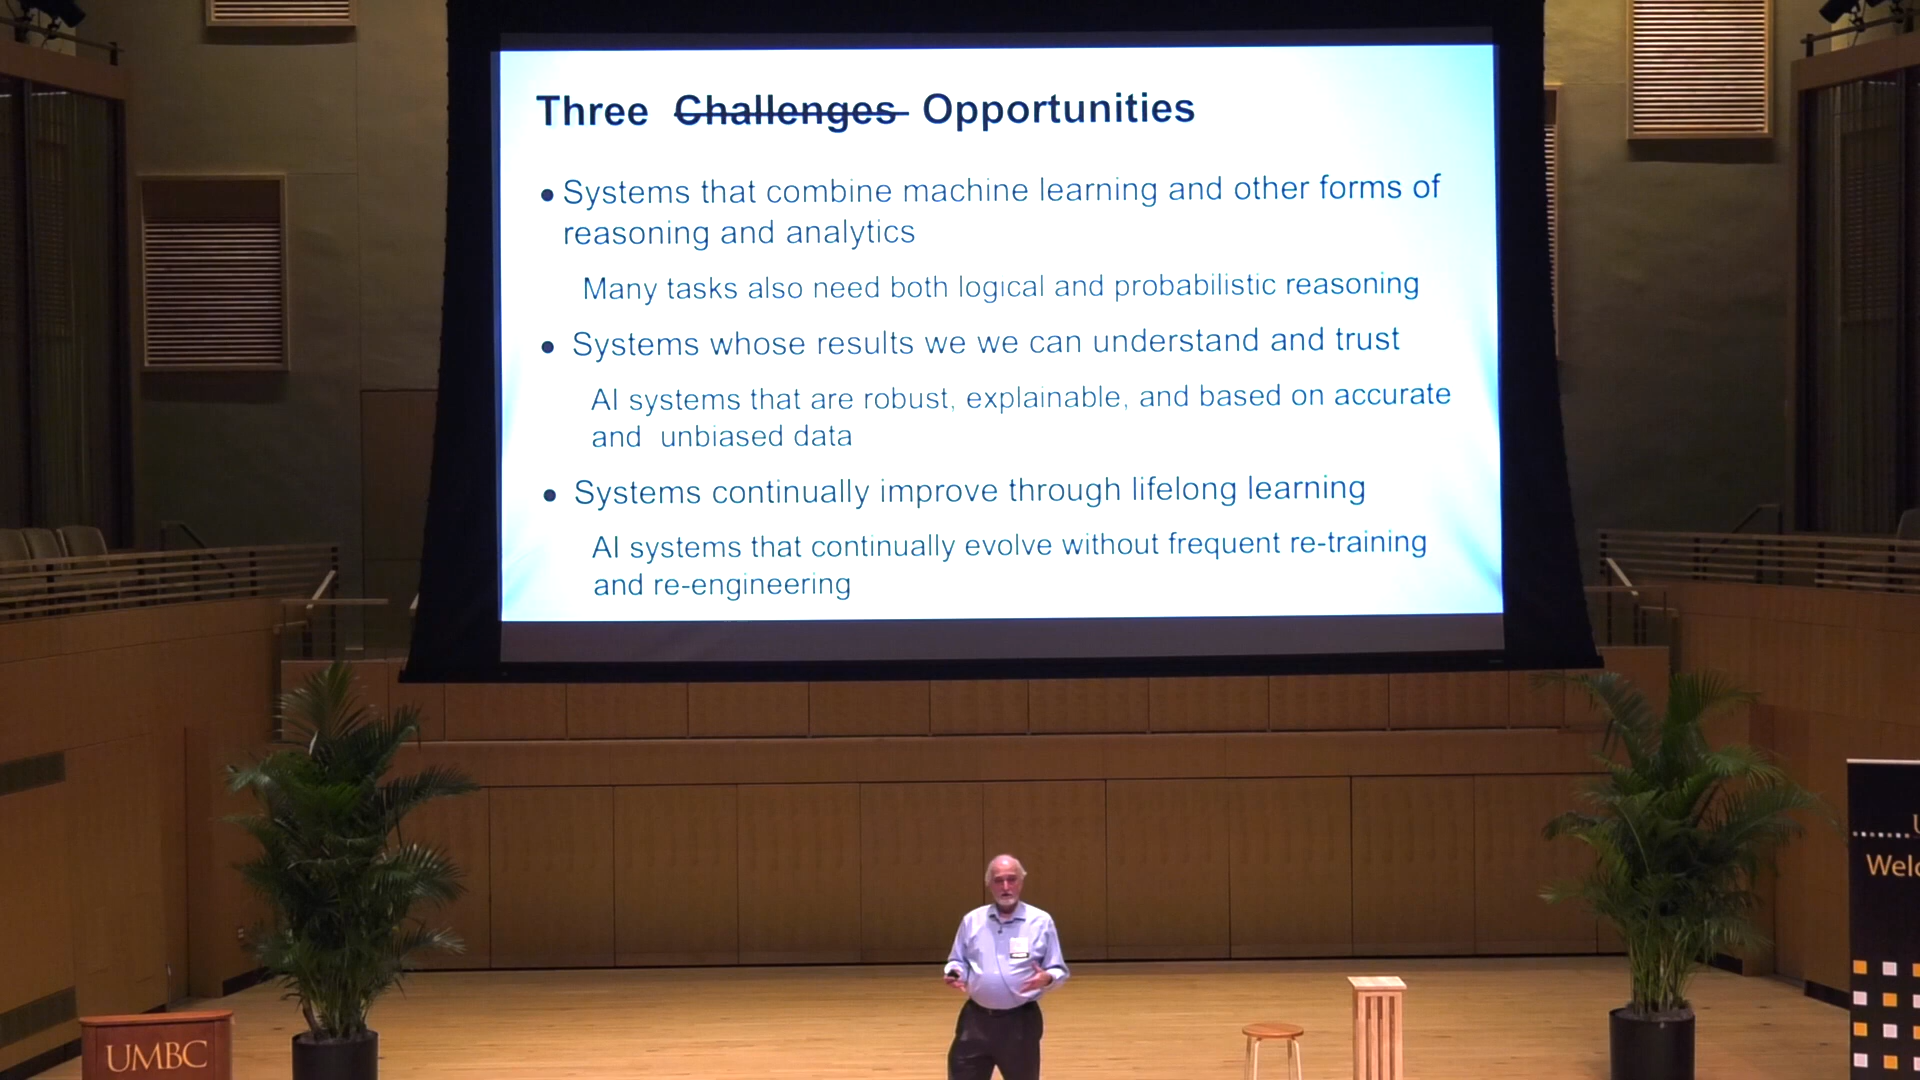 Three Challenges Opportunities
• Systems that combine machine learning and other forms of
reasoning and analytics
Many tasks also need both logical and probabilistic reasoning
• Systems whose results we we can understand and trust
AI systems that are robust, explainable, and based on accurate
and unbiased data
• Systems continually improve through lifelong learning
AI systems that continually evolve without frequent re-training
and re-engineering
UMBC